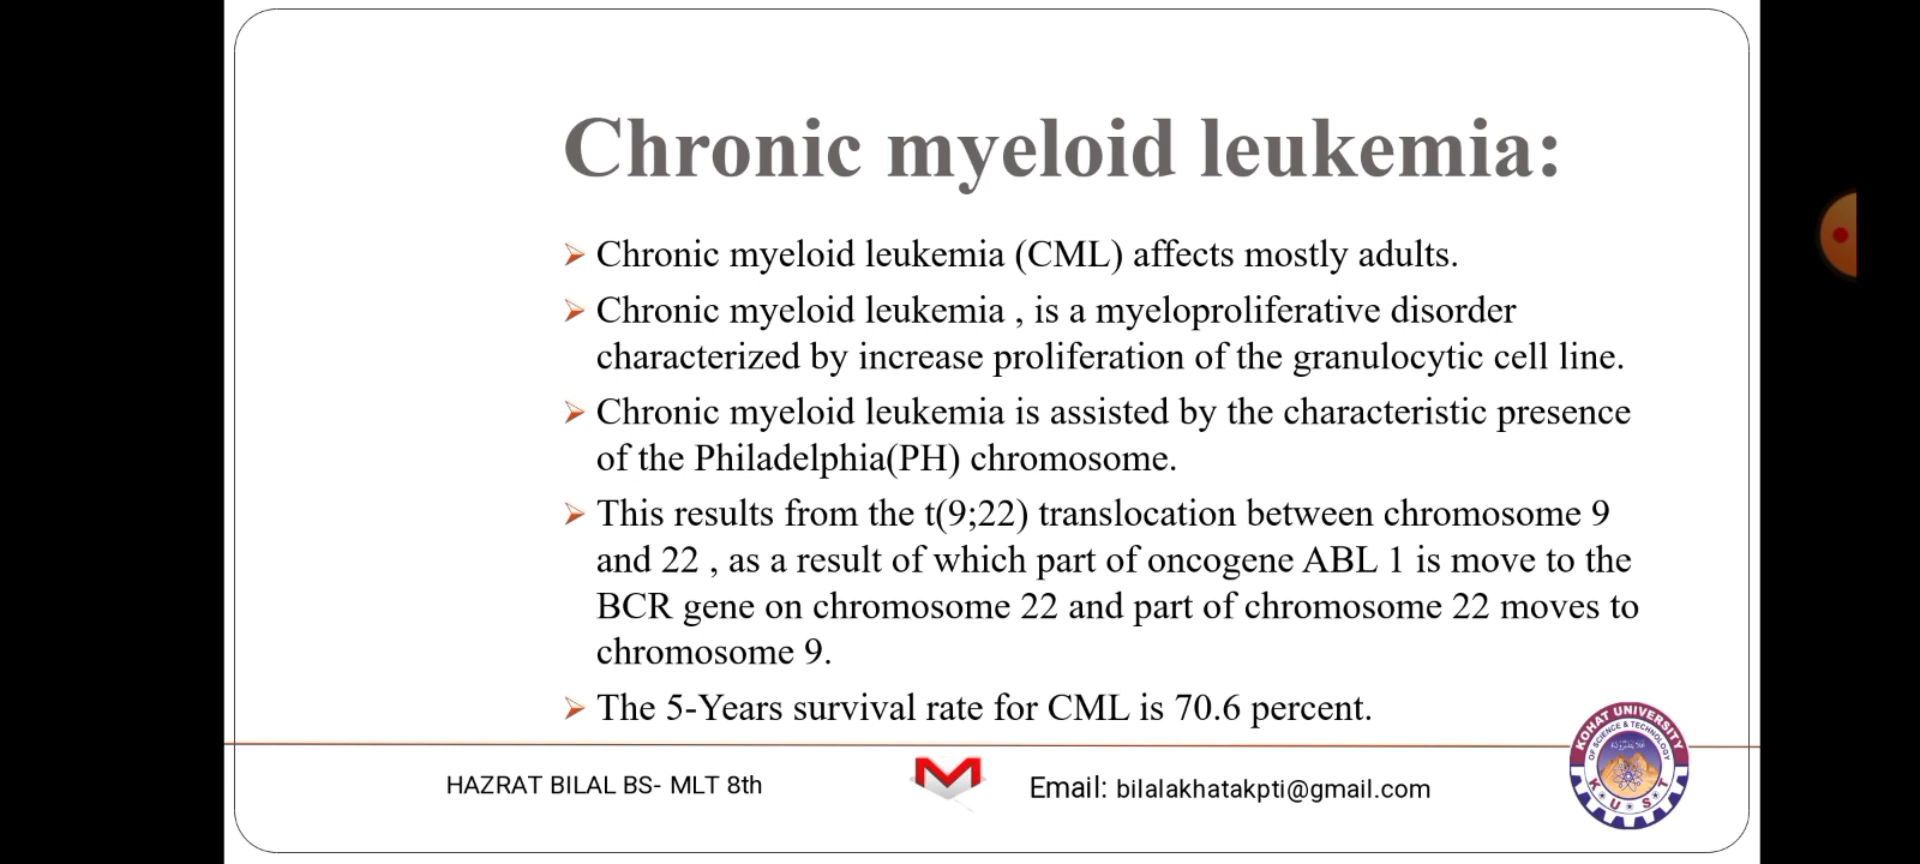 Chronic myeloid leukemia:
➢ Chronic myeloid leukemia (CML) affects mostly adults.
➢ Chronic myeloid leukemia , is a myeloproliferative disorder
characterized by increase proliferation of the granulocytic cell line.
➢ Chronic myeloid leukemia is assisted by the characteristic presence
of the Philadelphia(PH) chromosome.
➢ This results from the t(9;22) translocation between chromosome 9
and 22 , as a result of which part of oncogene ABL 1 is move to the
BCR gene on chromosome 22 and part of chromosome 22 moves to
chromosome 9.
➢ The 5-Years survival rate for CML is 70.6 percent.
HAZRAT BILAL BS- MLT 8th
Email: bilalakhatakpti@gmail.com
KOHAT UNIVERSITY
OF SCIENCE & TECHNOLOGY
K U S T